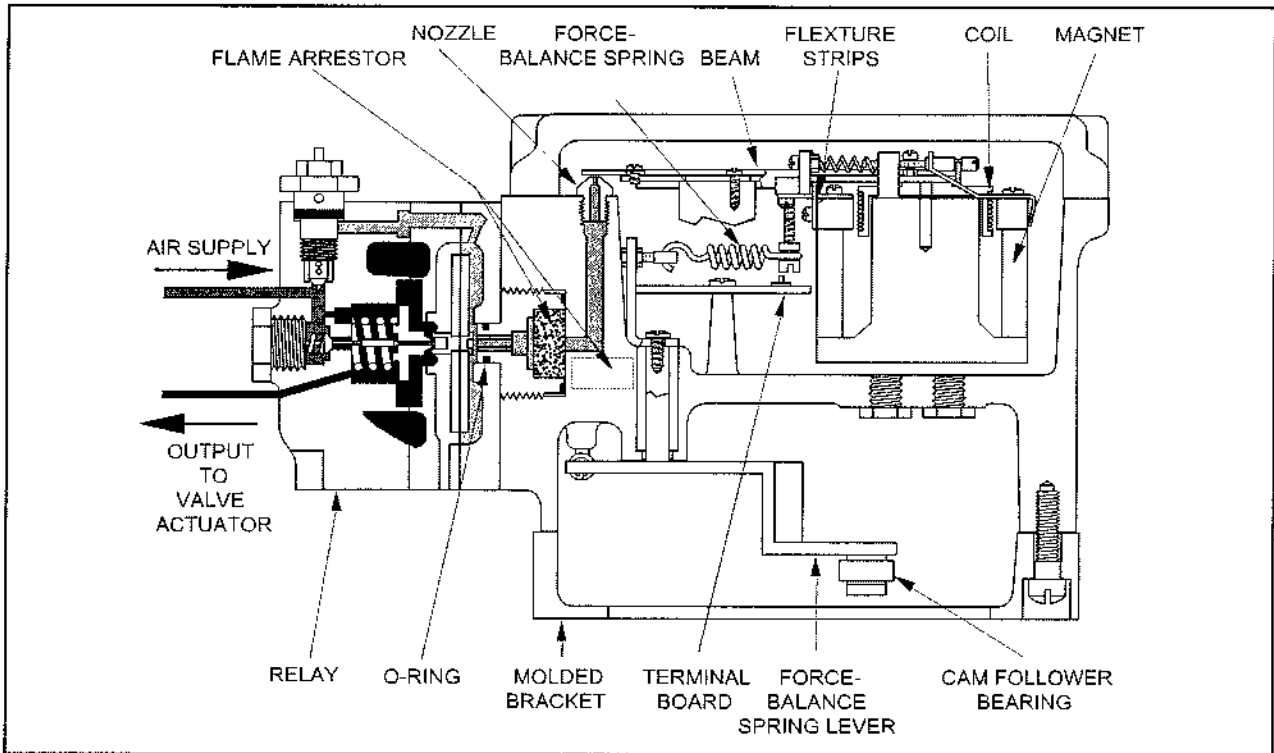 NOZZLE
FORCE-
BALANCE SPRING
BEAM
FLEXTURE
STRIPS
COIL
MAGNET
FLAME ARRESTOR
AIR SUPPLY
OUTPUT
TO
VALVE
ACTUATOR
RELAY
O-RING
MOLDED
BRACKET
TERMINAL
BOARD
FORCE-
BALANCE
SPRING LEVER
CAM FOLLOWER
BEARING